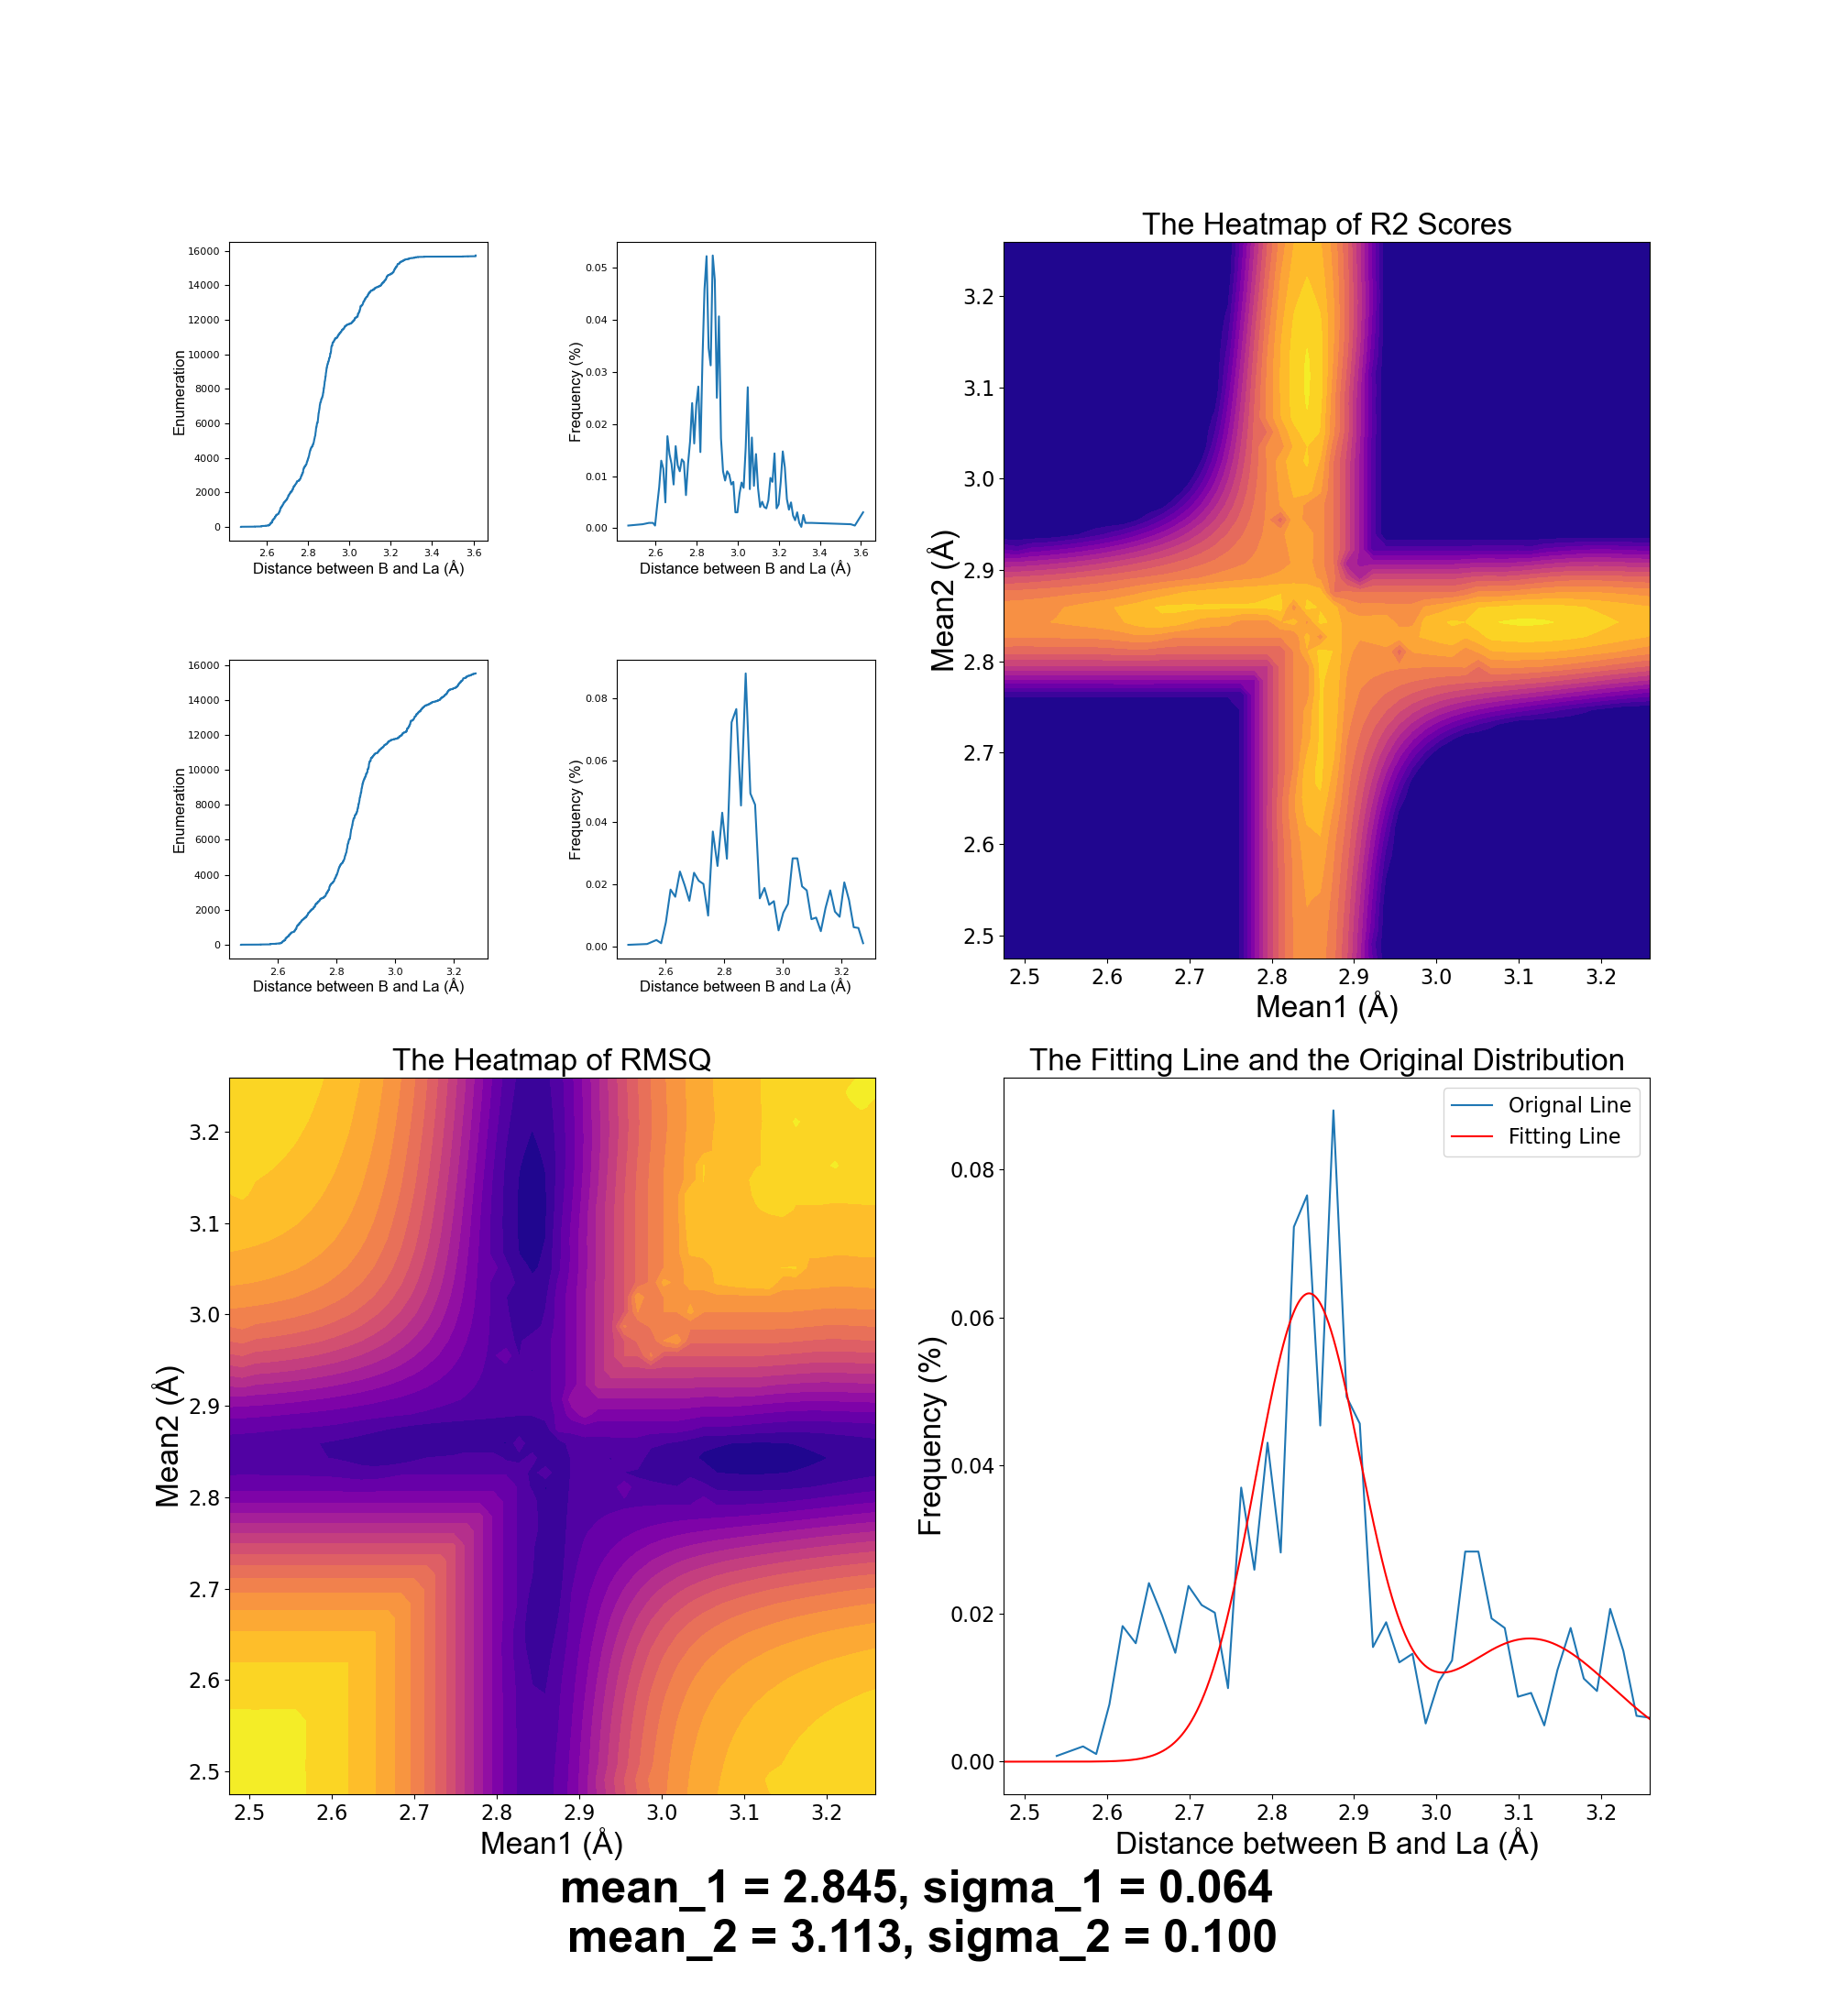 The Heatmap of R2 Scores
16000
14000
12000
10000
8000
6000
4000
2000
0
Enumeration
2.6 2.8 3.0 3.2 3.4 3.6
Distance between B and La (Å)
0.05
0.04
0.03
0.02
0.01
0.00
Frequency (%)
2.6 2.8 3.0 3.2 3.4 3.6
Distance between B and La (Å)
3.2
3.1
3.0
2.9
2.8
2.7
2.6
2.5
Mean2 (Å)
2.5 2.6 2.7 2.8 2.9 3.0 3.1 3.2
Mean1 (Å)
16000
14000
12000
10000
8000
6000
4000
2000
0
Enumeration
2.6 2.8 3.0 3.2
Distance between B and La (Å)
0.08
0.06
0.04
0.02
0.00
Frequency (%)
2.6 2.8 3.0 3.2
Distance between B and La (Å)
The Heatmap of RMSQ
3.2
3.1
3.0
2.9
2.8
2.7
2.6
2.5
Mean2 (Å)
2.5 2.6 2.7 2.8 2.9 3.0 3.1 3.2
Mean1 (Å)
The Fitting Line and the Original Distribution
Orignal Line
Fitting Line
0.08
0.06
0.04
0.02
0.00
Frequency (%)
2.5 2.6 2.7 2.8 2.9 3.0 3.1 3.2
Distance between B and La (Å)
mean_1 = 2.845, sigma_1 = 0.064
mean_2 = 3.113, sigma_2 = 0.100